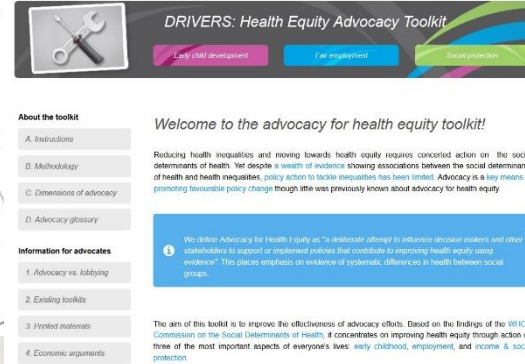 DRIVERS: Health Equity Advocacy Toolkit
Early child development
Fair employment
Social protection
About the toolkit
A. Instructions
B. Methodology
C. Dimensions of advocacy
D. Advocacy glossary
Information for advocates
1. Advocacy vs. lobbying
2. Existing toolkits
3. Printed materials
4. Economic arguments
Welcome to the advocacy for health equity toolkit!
Reducing health inequalities and moving towards health equity requires concerted action on the soci
determinants of health. Yet despite a wealth of evidence showing associations between the social determinan
of health and health inequalities, policy action to tackle inequalities has been limited. Advocacy is a key means
promoting favourable policy change though little was previously known about advocacy for health equity.
We define Advocacy for Health Equity as "a deliberate attempt to influence decision makers and other
stakeholders to support or implement policies that contribute to improving health equity using
evidence". This places emphasis on evidence of systematic differences in health between social
groups.
The aim of this toolkit is to improve the effectiveness of advocacy efforts. Based on the findings of the WHO
Commission on the Social Determinants of Health, it concentrates on improving health equity through action o
three of the most important aspects of everyone's lives: early childhood, employment, and income & soci
protection.